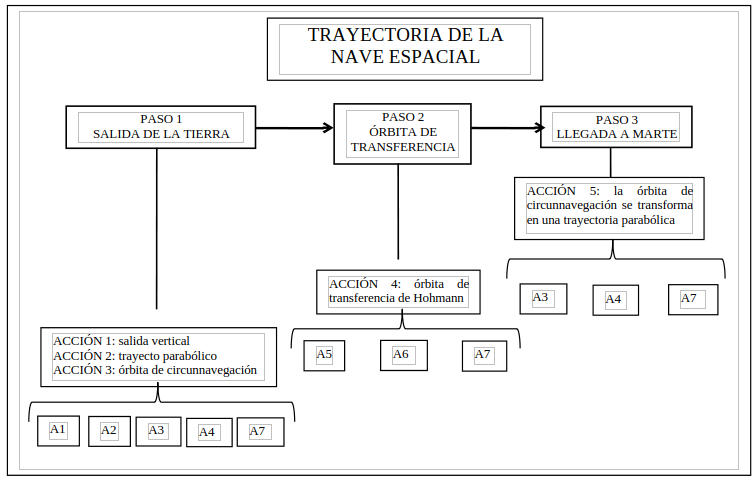 TRAYECTORIA DE LA
NAVE ESPACIAL
PASO 1
SALIDA DE LA TIERRA
PASO 2
ÓRBITA DE
TRANSFERENCIA
PASO 3
LLEGADA A MARTE
ACCIÓN 5: la órbita de
circunnavegación se transforma
en una trayectoria parabólica
A3
A4
A7
ACCIÓN 4: órbita de
transferencia de Hohmann
A5
A6
A7
ACCIÓN 1: salida vertical
ACCIÓN 2: trayecto parabólico
ACCIÓN 3: órbita de circunnavegación
A1
A2
A3
A4
A7